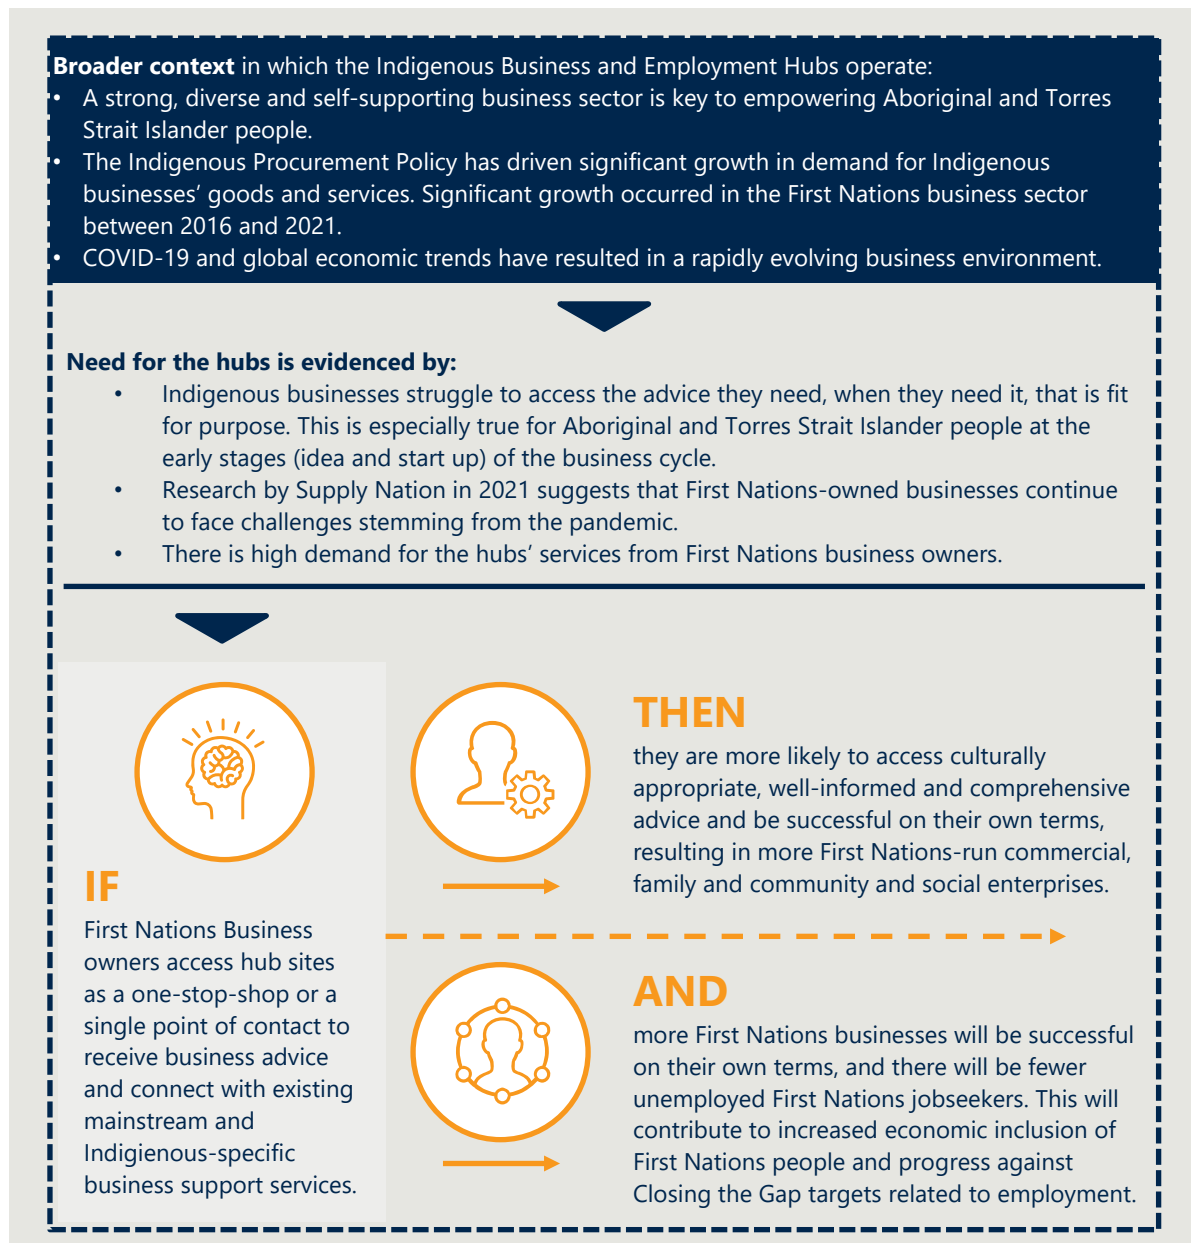 Broader context in which the Indigenous Business and Employment Hubs operate:
• A strong, diverse and self-supporting business sector is key to empowering Aboriginal and Torres
Strait Islander people.
• The Indigenous Procurement Policy has driven significant growth in demand for Indigenous
businesses‘ goods and services. Significant growth occurred in the First Nations business sector
between 2016 and 2021.
• COVID-19 and global economic trends have resulted in a rapidly evolving business environment.
Need for the hubs is evidenced by:
• Indigenous businesses struggle to access the advice they need, when they need it, that is fit
for purpose. This is especially true for Aboriginal and Torres Strait Islander people at the
early stages (idea and start up) of the business cycle.
• Research by Supply Nation in 2021 suggests that First Nations-owned businesses continue
to face challenges stemming from the pandemic.
• There is high demand for the hubs’ services from First Nations business owners.
IF
First Nations Business
owners access hub sites
as a one-stop-shop or a
single point of contact to
receive business advice
and connect with existing
mainstream and
Indigienous-specific
business support services.
THEN
they are more likely to access culturally
appropriate, well-informed and comprehensive
advice and be successful on their own terms,
resulting in more First Nations-run commercial,
family and community and social enterprises.
AND
more First Nations businesses will be successful
on their own terms, and there will be fewer
unemployed First Nations jobseekers. This will
contribute to increased economic inclusion of
First Nations people and progress against
Closing the Gap targets related to employment.